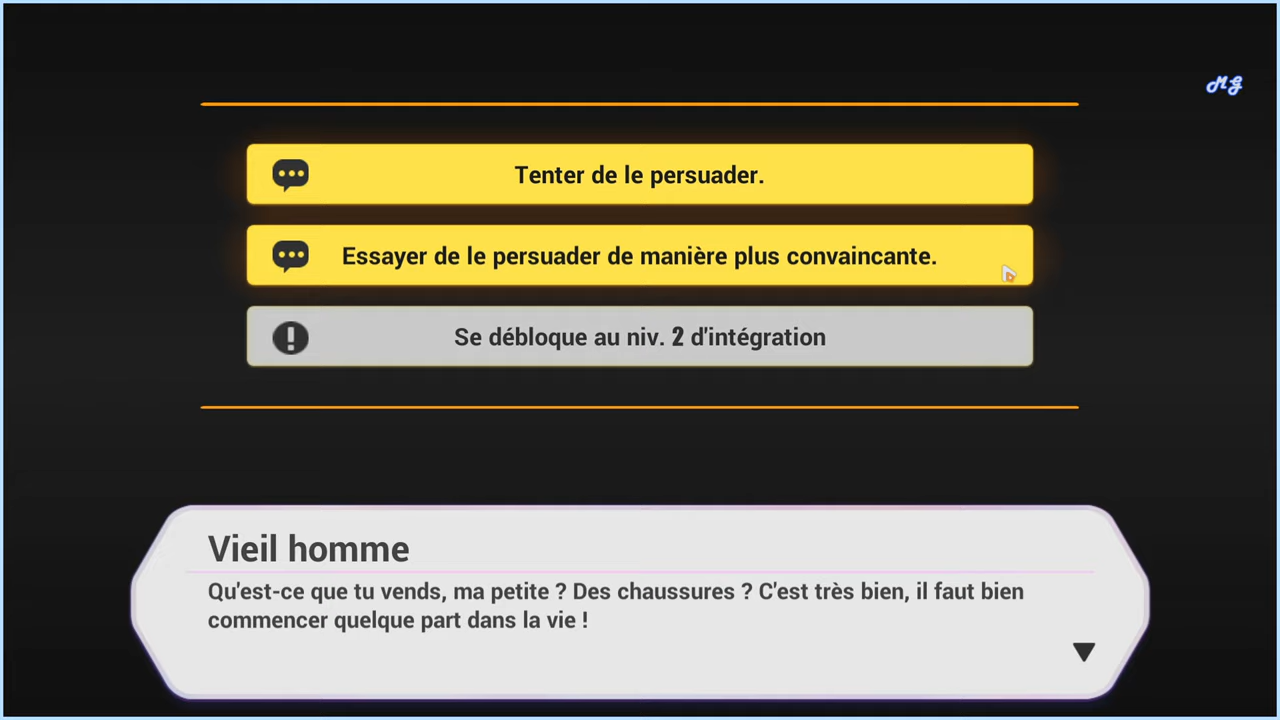 MG
Tenter de le persuader.
Essayer de le persuader de manière plus convaincante.
Se débloque au niv. 2 d'intégration
Vieil homme
Qu'est-ce que tu vends, ma petite ? Des chaussures ? C'est très bien, il faut bien
commencer quelque part dans la vie !